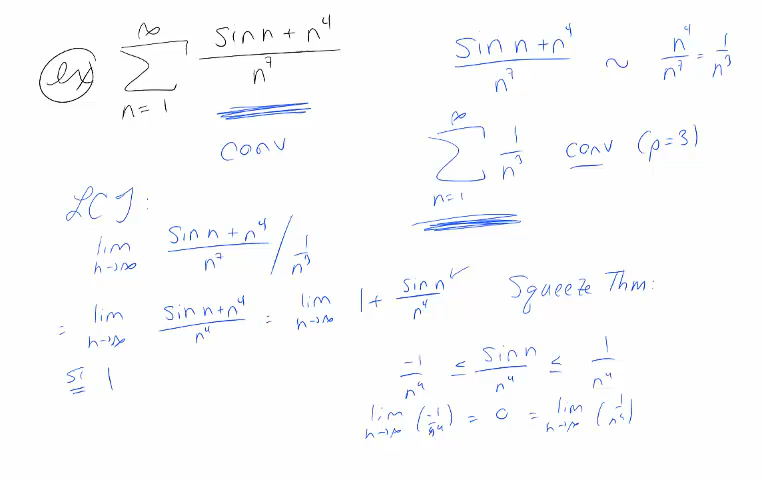 ex ∑_{n=1}^{∞} (sin n + n^4)/n^7
conv
(sin n + n^4)/n^7 ~ n^4/n^7 = 1/n^3
∑_{n=1}^{∞} 1/n^3 conv (p=3)
LCT:
lim_{n→∞} (sin n + n^4)/n^7 / 1/n^3
= lim_{n→∞} (sin n + n^4)/n^4 = lim_{n→∞} 1 + sin n/n^4
= 1
Squeeze Thm:
-1/n^4 ≤ sin n/n^4 ≤ 1/n^4
lim_{n→∞} (-1/n^4) = 0 = lim_{n→∞} (1/n^4)